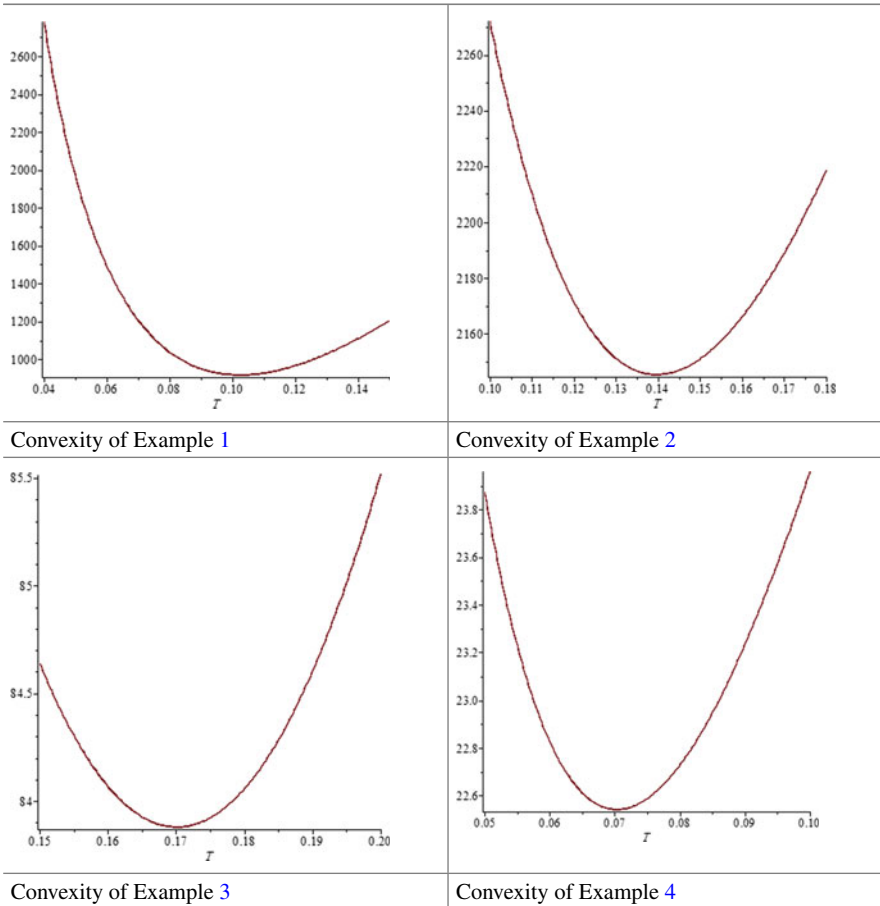 2600
2400
2200
2000
1800
1600
1400
1200
1000
0.04 0.06 0.08 0.10 0.12 0.14
T
2260
2240
2220
2200
2180
2160
0.10 0.11 0.12 0.13 0.14 0.15 0.16 0.17 0.18
T
Convexity of Example 1
Convexity of Example 2
85.5
85
84.5
84
0.15 0.16 0.17 0.18 0.19 0.20
T
23.8
23.6
23.4
23.2
23.0
22.8
22.6
0.05 0.06 0.07 0.08 0.09 0.10
T
Convexity of Example 3
Convexity of Example 4